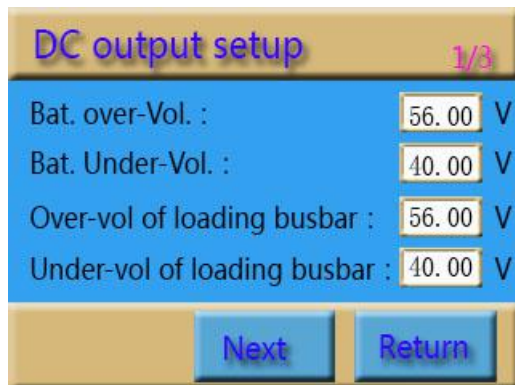 DC output setup 1/3
Bat. over-Vol. : 56.00 V
Bat. Under-Vol. : 40.00 V
Over-vol of loading busbar : 56.00 V
Under-vol of loading busbar : 40.00 V
Next Return